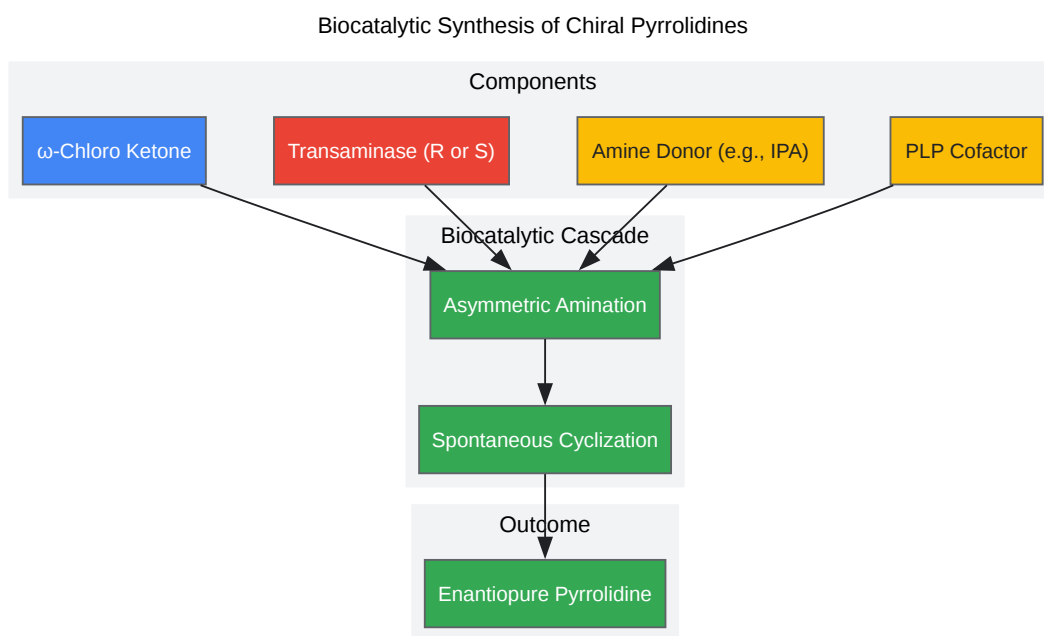 Biocatalytic Synthesis of Chiral Pyrrolidines
Components
ω-Chloro Ketone
Transaminase (R or S)
Amine Donor (e.g., IPA)
PLP Cofactor
Biocatalytic Cascade
Asymmetric Amination
Spontaneous Cyclization
Outcome
Enantiopure Pyrrolidine